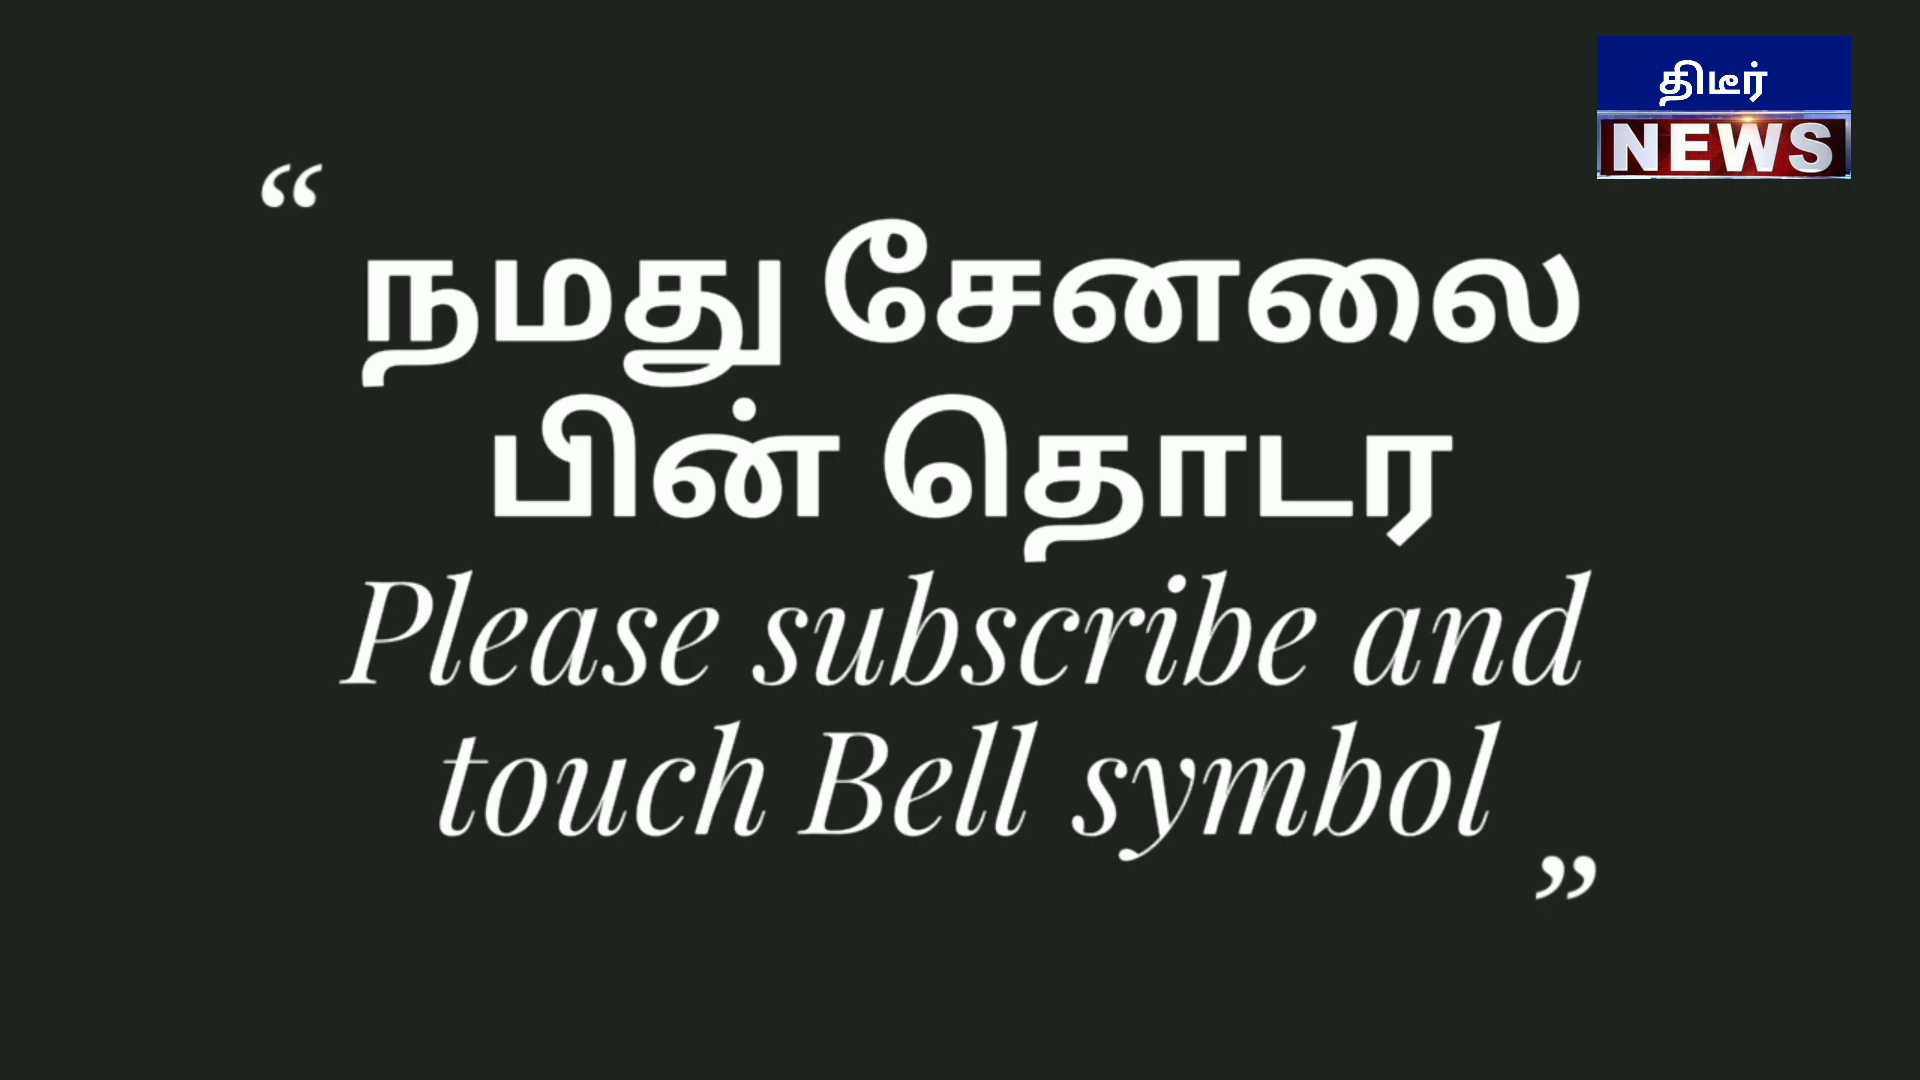 திடீர்
NEWS
“
நமது சேனலை
பின் தொடர
Please subscribe and
touch Bell symbol
”